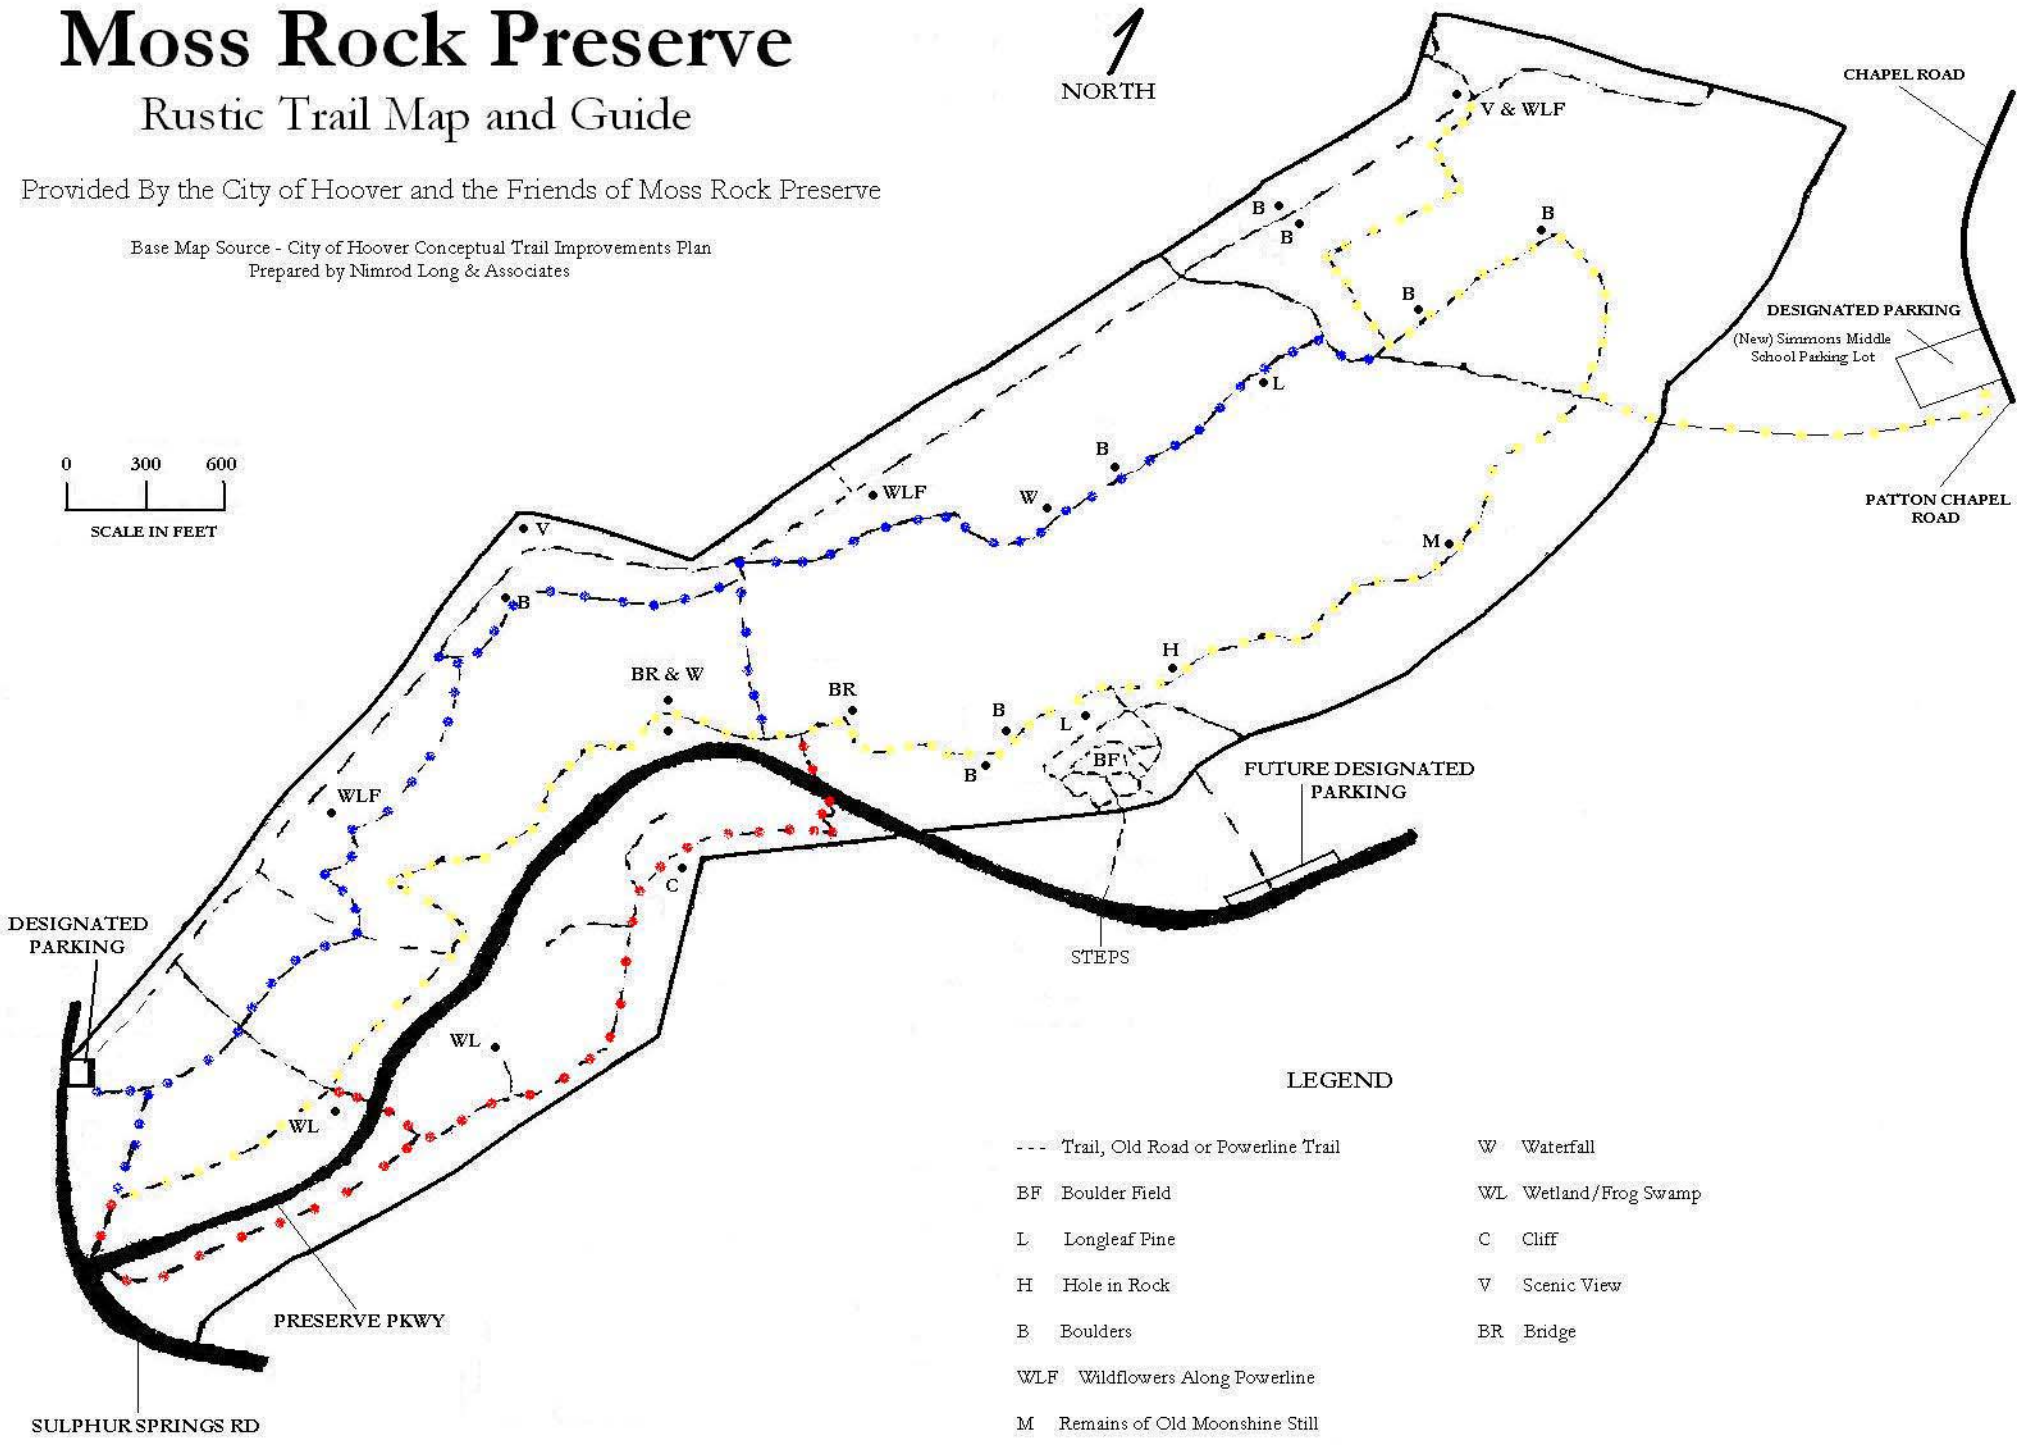 Moss Rock Preserve
Rustic Trail Map and Guide
Provided By the City of Hoover and the Friends of Moss Rock Preserve
Base Map Source - City of Hoover Conceptual Trail Improvements Plan
Prepared by Nimrod Long & Associates
NORTH
CHAPEL ROAD
V & WLF
B
B
B
B
DESIGNATED PARKING
(New) Simmons Middle
School Parking Lot
L
B
0 300 600
SCALE IN FEET
WLF
W
PATTON CHAPEL
ROAD
V
M
B
H
BR & W
BR
B
L
B
BF
FUTURE DESIGNATED
PARKING
WLF
C
DESIGNATED
PARKING
STEPS
WL
WL
PRESERVE PKWY
SULPHUR SPRINGS RD
LEGEND
--- Trail, Old Road or Powerline Trail
BF Boulder Field
L Longleaf Pine
H Hole in Rock
B Boulders
WLF Wildflowers Along Powerline
M Remains of Old Moonshine Still
W Waterfall
WL Wetland/Frog Swamp
C Cliff
V Scenic View
BR Bridge